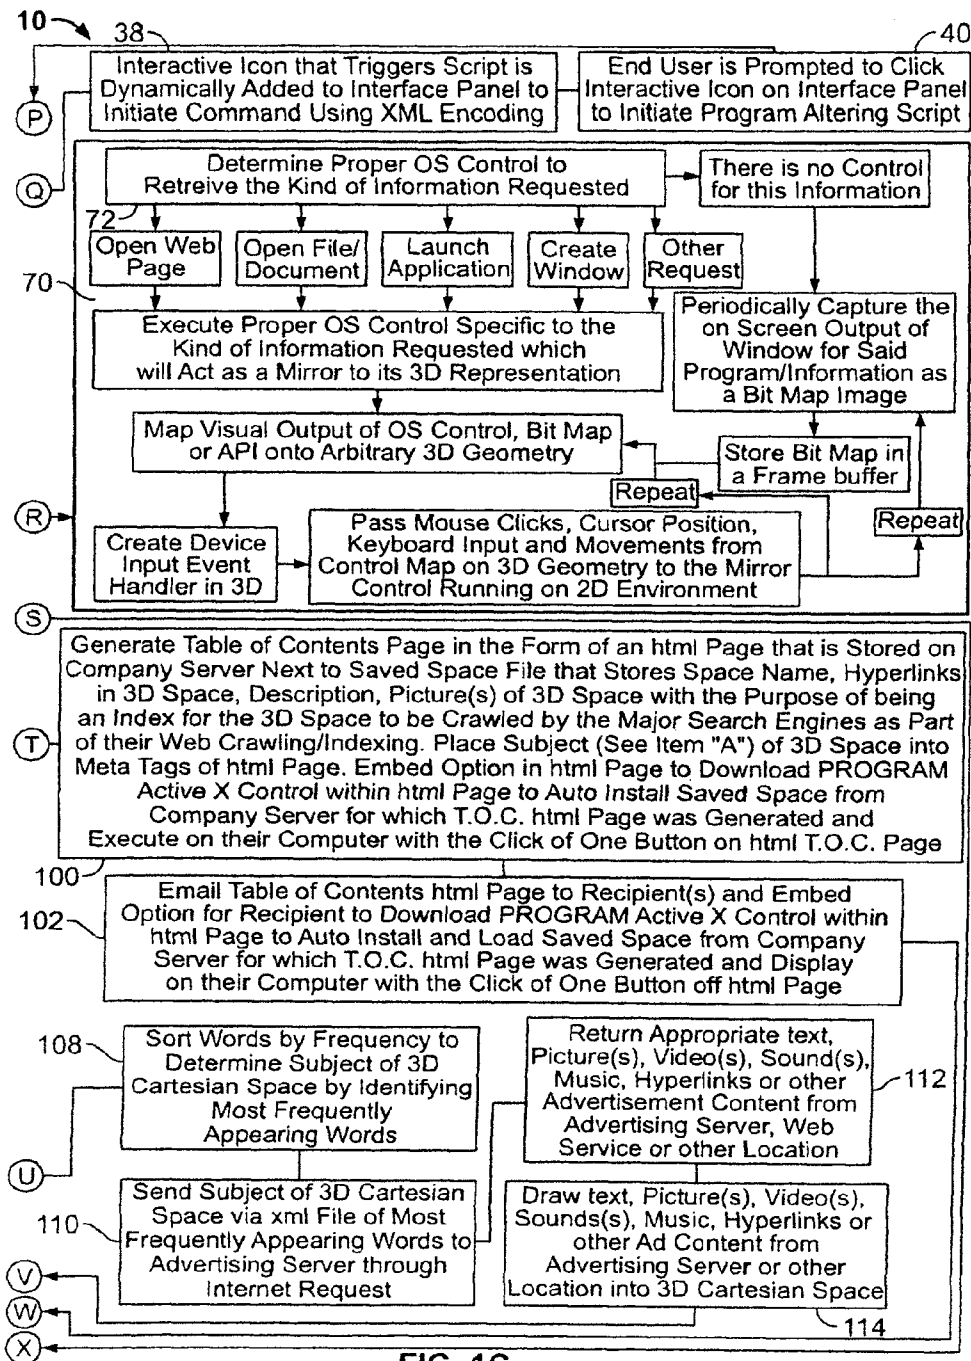 10
38
40
Interactive Icon that Triggers Script is
Dynamically Added to Interface Panel to
Initiate Command Using XML Encoding
End User is Prompted to Click
Interactive Icon on Interface Panel
to Initiate Program Altering Script
P
Q
Determine Proper OS Control to
Retreive the Kind of Information Requested
72
There is no Control
for this Information
Open Web
Page
Open File/
Document
Launch
Application
Create
Window
Other
Request
70
Execute Proper OS Control Specific to the
Kind of Information Requested which
will Act as a Mirror to its 3D Representation
Periodically Capture the
on Screen Output of
Window for Said
Program/Information as
a Bit Map Image
Map Visual Output of OS Control, Bit Map
or API onto Arbitrary 3D Geometry
Store Bit Map in
a Frame buffer
Repeat
Repeat
R
Create Device
Input Event
Handler in 3D
Pass Mouse Clicks, Cursor Position,
Keyboard Input and Movements from
Control Map on 3D Geometry to the Mirror
Control Running on 2D Environment
S
T
Generate Table of Contents Page in the Form of an html Page that is Stored on
Company Server Next to Saved Space File that Stores Space Name, Hyperlinks
in 3D Space, Description, Picture(s) of 3D Space with the Purpose of being
an Index for the 3D Space to be Crawled by the Major Search Engines as Part
of their Web Crawling/Indexing. Place Subject (See Item "A") of 3D Space into
Meta Tags of html Page. Embed Option in html Page to Download PROGRAM
Active X Control within html Page to Auto Install Saved Space from
Company Server for which T.O.C. html Page was Generated and
Execute on their Computer with the Click of One Button on html T.O.C. Page
100
102
Email Table of Contents html Page to Recipient(s) and Embed
Option for Recipient to Download PROGRAM Active X Control within
html Page to Auto Install and Load Saved Space from Company
Server for which T.O.C. html Page was Generated and Display
on their Computer with the Click of One Button off html Page
108
Sort Words by Frequency to
Determine Subject of 3D
Cartesian Space by Identifying
Most Frequently
Appearing Words
Return Appropriate text,
Picture(s), Video(s), Sound(s),
Music, Hyperlinks or other
Advertisement Content from
Advertising Server, Web
Service or other Location
112
U
110
Send Subject of 3D Cartesian
Space via xml File of Most
Frequently Appearing Words to
Advertising Server through
Internet Request
Draw text, Picture(s), Video(s),
Sounds(s), Music, Hyperlinks or
other Ad Content from
Advertising Server or other
Location into 3D Cartesian Space
114
V
W
X
FIG. 1C